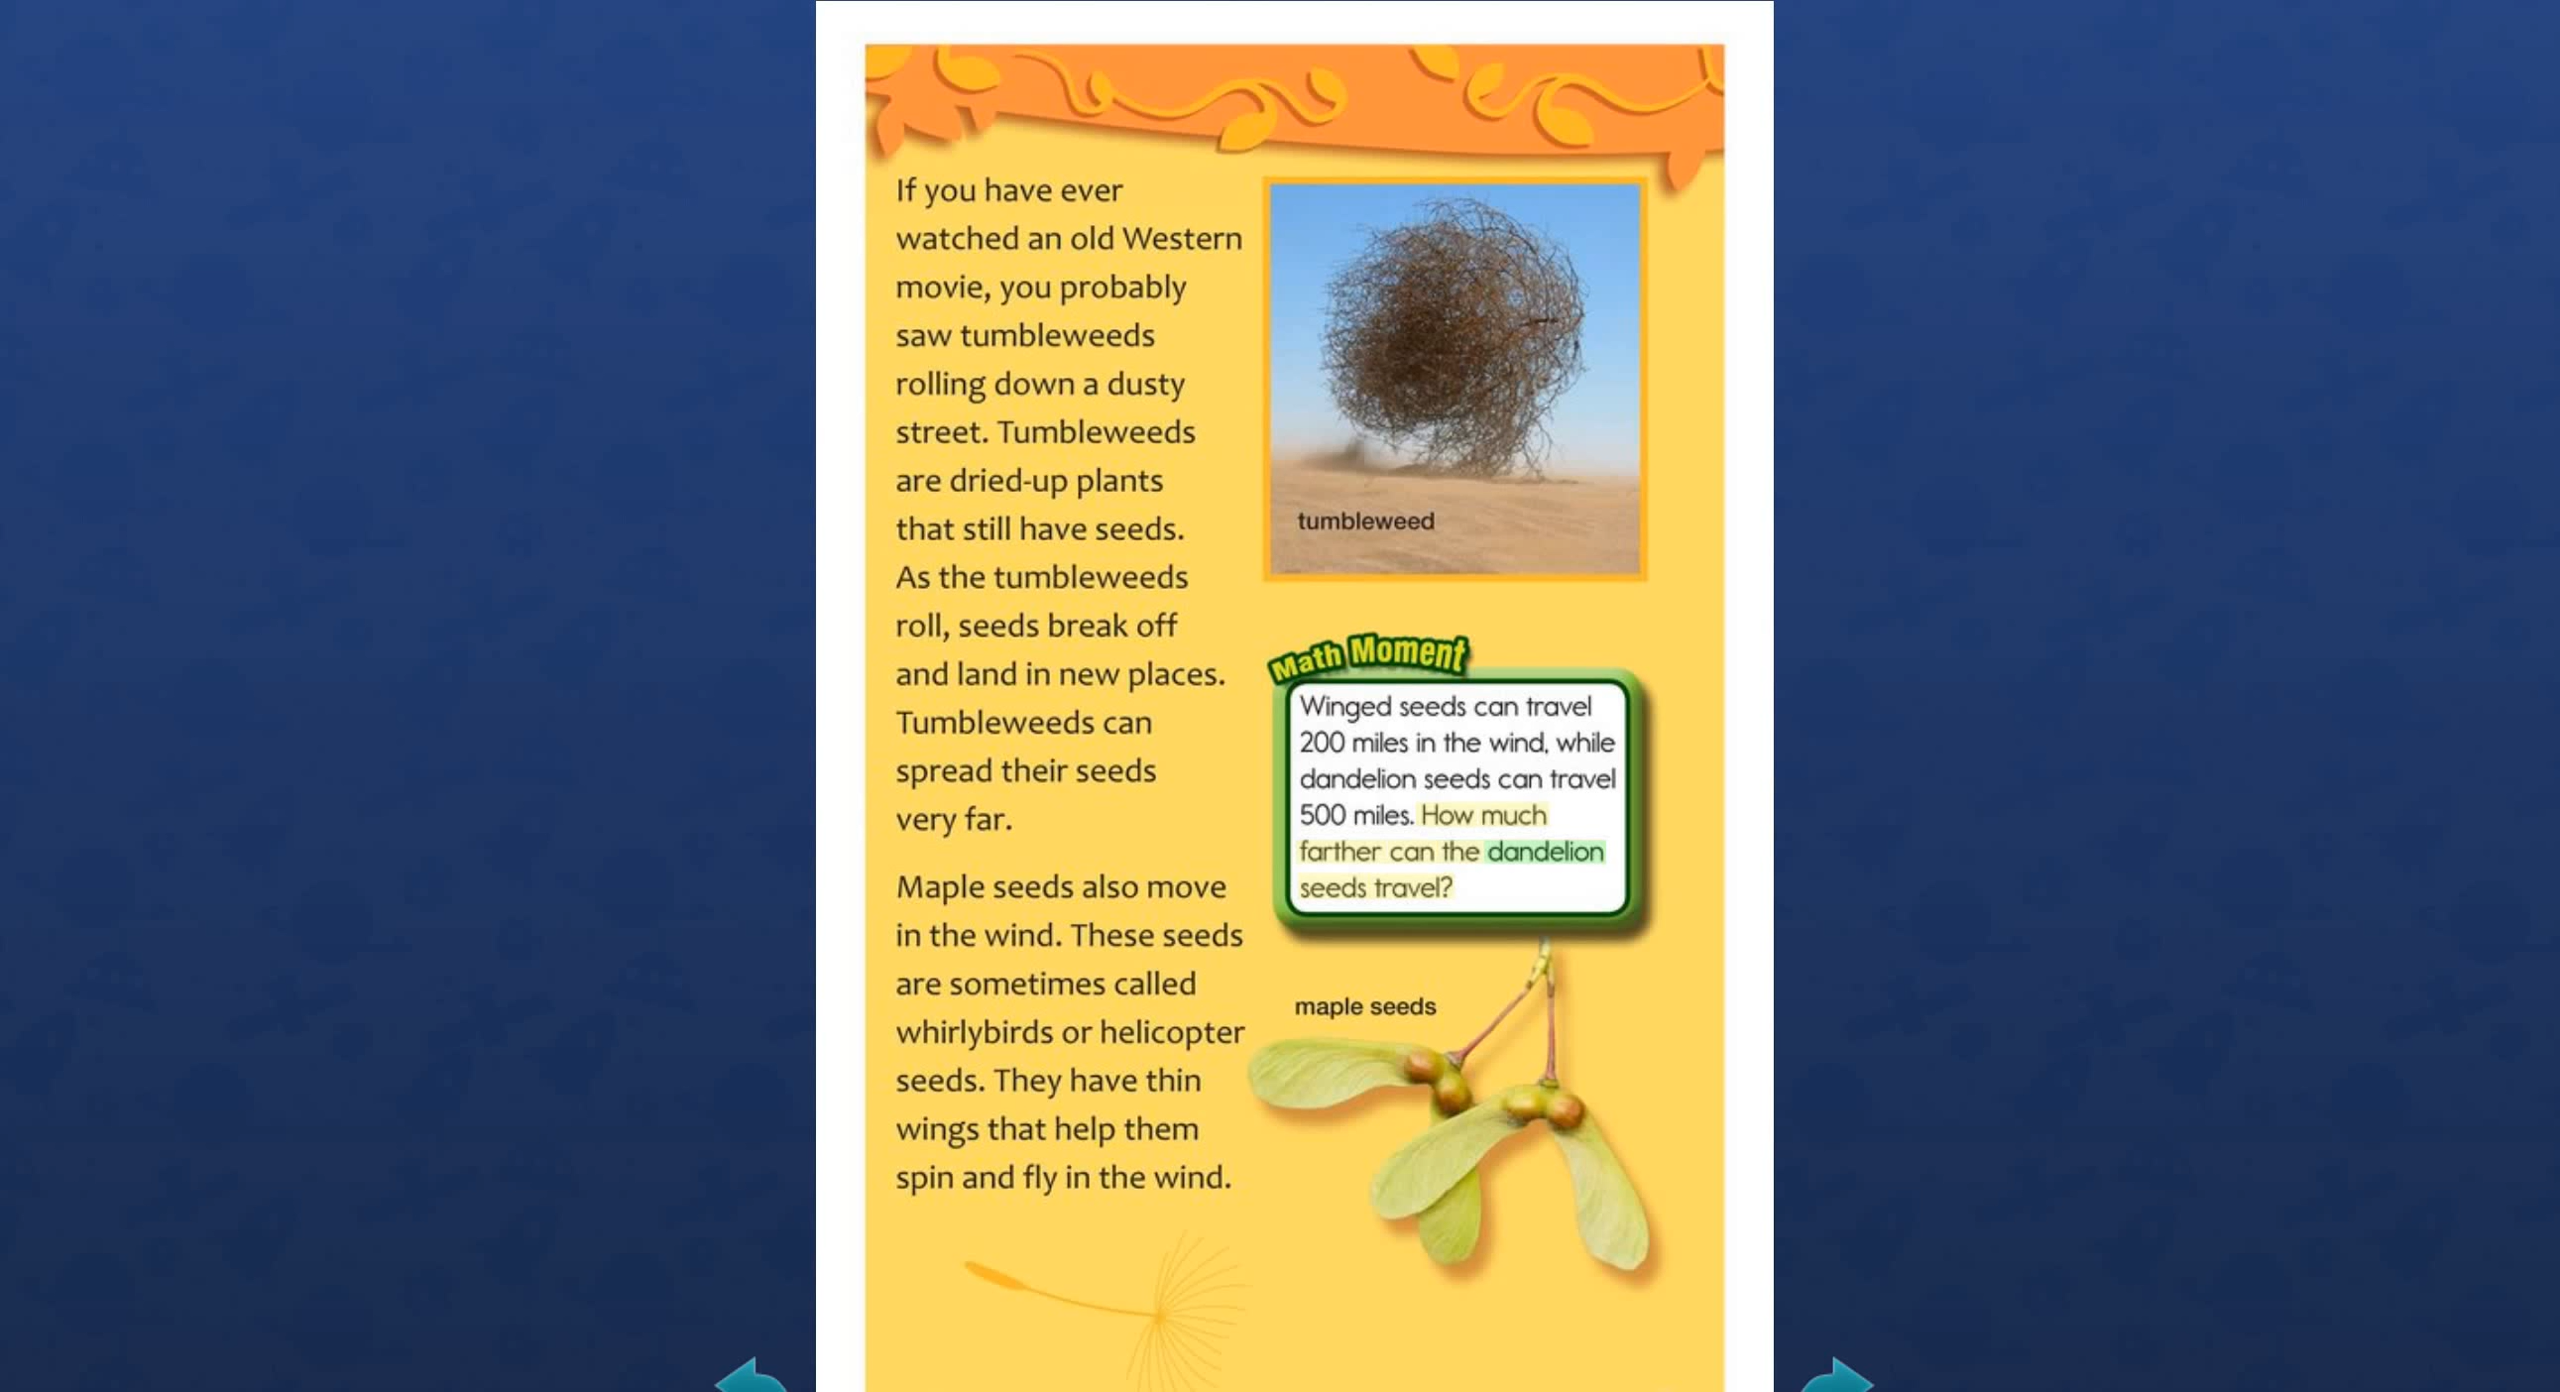 If you have ever
watched an old Western
movie, you probably
saw tumbleweeds
rolling down a dusty
street. Tumbleweeds
are dried-up plants
that still have seeds.
As the tumbleweeds
roll, seeds break off
and land in new places.
Tumbleweeds can
spread their seeds
very far.
Maple seeds also move
in the wind. These seeds
are sometimes called
whirlybirds or helicopter
seeds. They have thin
wings that help them
spin and fly in the wind.
tumbleweed
Math Moment
Winged seeds can travel
200 miles in the wind, while
dandelion seeds can travel
500 miles. How much
farther can the dandelion
seeds travel?
maple seeds